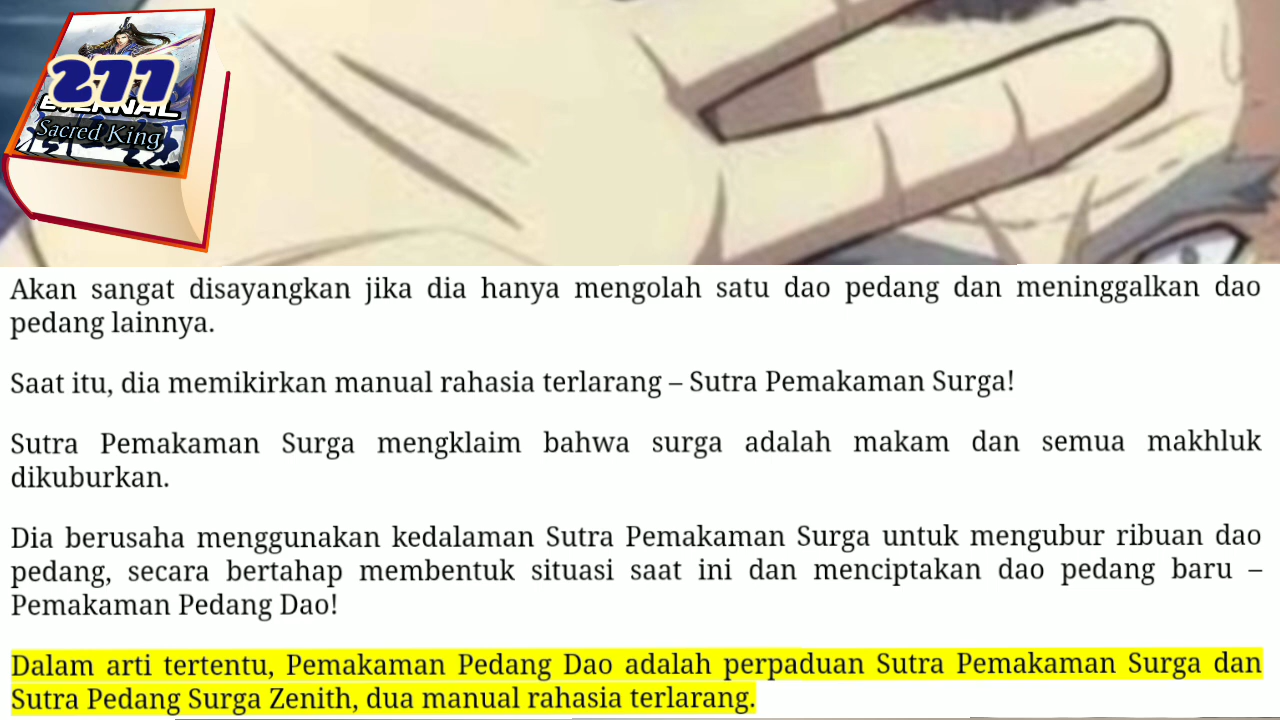 277
ETERNAL
Sacred King
Akan sangat disayangkan jika dia hanya mengolah satu dao pedang dan meninggalkan dao
pedang lainnya.
Saat itu, dia memikirkan manual rahasia terlarang – Sutra Pemakaman Surga!
Sutra Pemakaman Surga mengklaim bahwa surga adalah makam dan semua makhluk
dikuburkan.
Dia berusaha menggunakan kedalaman Sutra Pemakaman Surga untuk mengubur ribuan dao
pedang, secara bertahap membentuk situasi saat ini dan menciptakan dao pedang baru –
Pemakaman Pedang Dao!
Dalam arti tertentu, Pemakaman Pedang Dao adalah perpaduan Sutra Pemakaman Surga dan
Sutra Pedang Surga Zenith, dua manual rahasia terlarang.